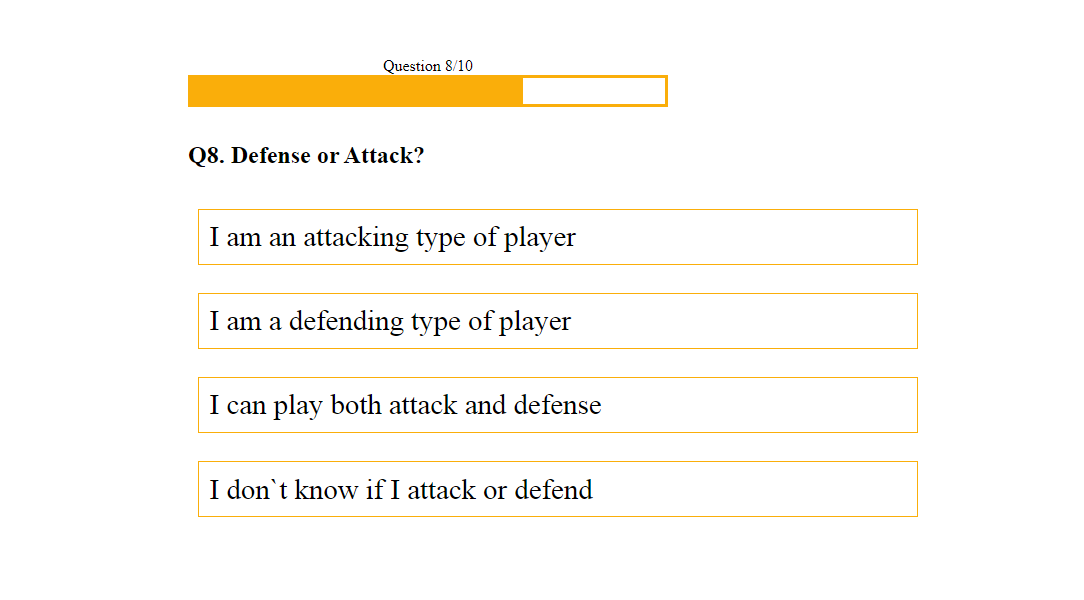 Question 8/10
Q8. Defense or Attack?
I am an attacking type of player
I am a defending type of player
I can play both attack and defense
I don`t know if I attack or defend